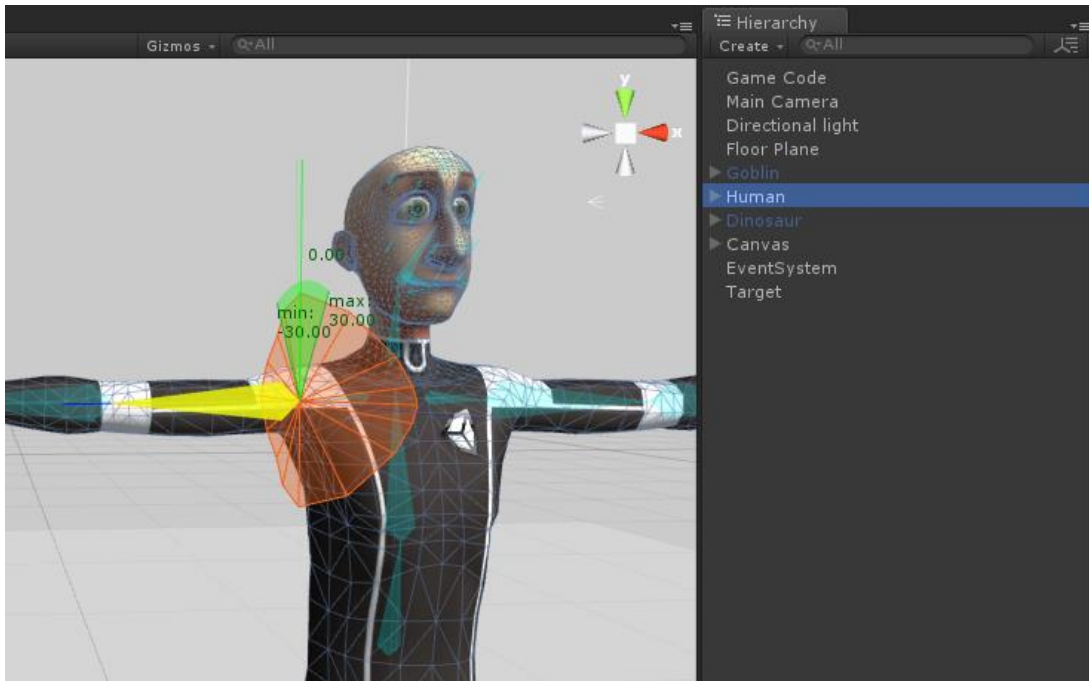 Hierarchy
Gizmos
All
Create
All
y
x
Game Code
Main Camera
Directional light
Floor Plane
Goblin
Human
Dinosaur
Canvas
EventSystem
Target
0.00
min:
-30.00
max:
30.00